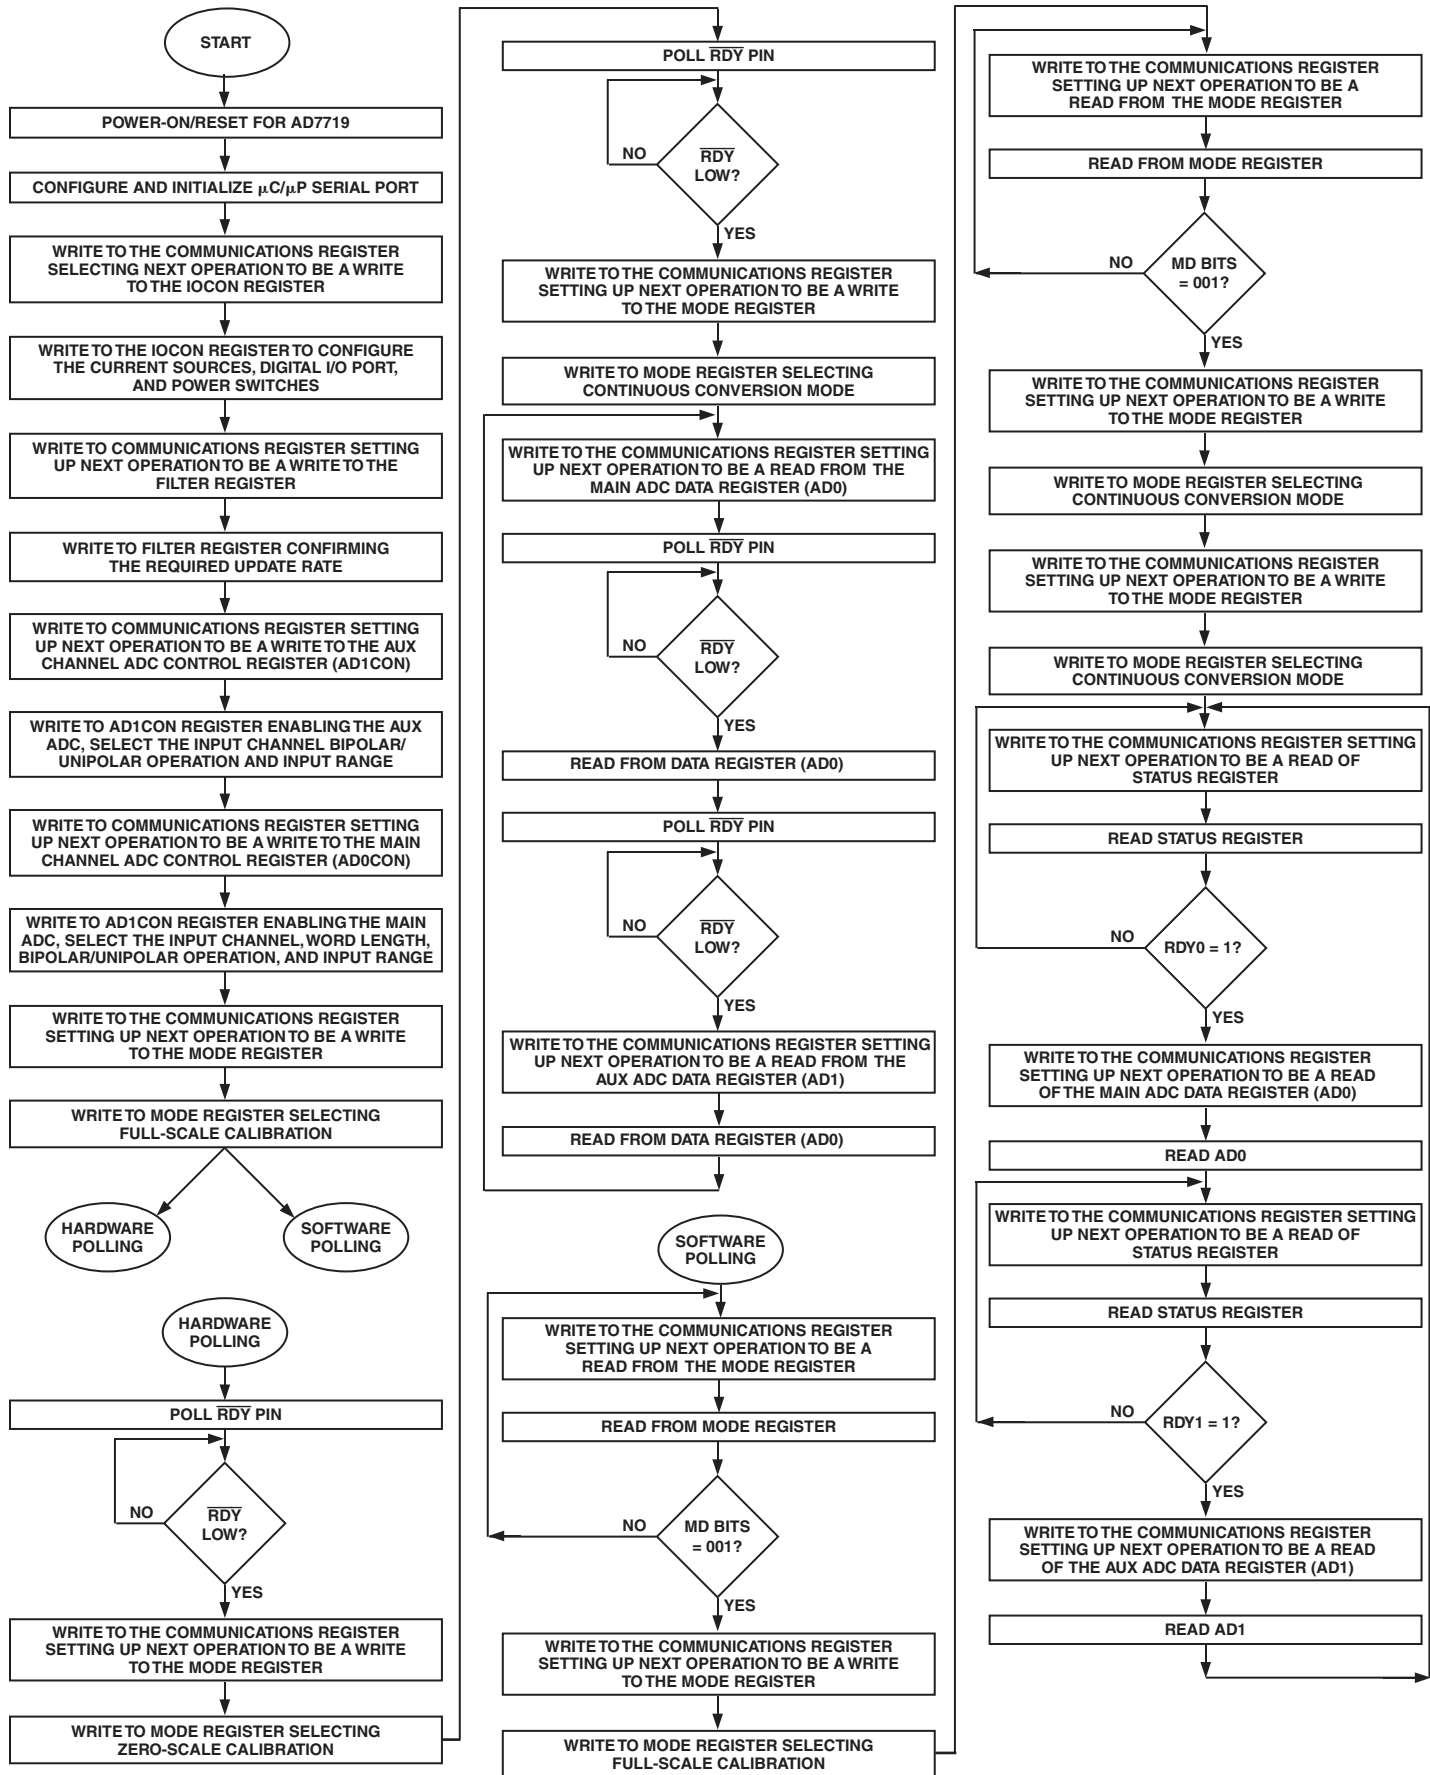 START
POWER-ON/RESET FOR AD7719
CONFIGURE AND INITIALIZE μC/μP SERIAL PORT
WRITE TO THE COMMUNICATIONS REGISTER
SELECTING NEXT OPERATION TO BE A WRITE
TO THE IOCON REGISTER
WRITE TO THE IOCON REGISTER TO CONFIGURE
THE CURRENT SOURCES, DIGITAL I/O PORT,
AND POWER SWITCHES
WRITE TO COMMUNICATIONS REGISTER SETTING
UP NEXT OPERATION TO BE A WRITE TO THE
FILTER REGISTER
WRITE TO FILTER REGISTER CONFIRMING
THE REQUIRED UPDATE RATE
WRITE TO COMMUNICATIONS REGISTER SETTING
UP NEXT OPERATION TO BE A WRITE TO THE AUX
CHANNEL ADC CONTROL REGISTER (AD1CON)
WRITE TO AD1CON REGISTER ENABLING THE AUX
ADC, SELECT THE INPUT CHANNEL BIPOLAR/
UNIPOLAR OPERATION AND INPUT RANGE
WRITE TO COMMUNICATIONS REGISTER SETTING
UP NEXT OPERATION TO BE A WRITE TO THE MAIN
CHANNEL ADC CONTROL REGISTER (AD0CON)
WRITE TO AD1CON REGISTER ENABLING THE MAIN
ADC, SELECT THE INPUT CHANNEL, WORD LENGTH,
BIPOLAR/UNIPOLAR OPERATION, AND INPUT RANGE
WRITE TO THE COMMUNICATIONS REGISTER
SETTING UP NEXT OPERATION TO BE A WRITE
TO THE MODE REGISTER
WRITE TO MODE REGISTER SELECTING
FULL-SCALE CALIBRATION
HARDWARE
POLLING
SOFTWARE
POLLING
HARDWARE
POLLING
POLL R̅D̅Y̅ PIN
R̅D̅Y̅
LOW?
NO
YES
WRITE TO THE COMMUNICATIONS REGISTER
SETTING UP NEXT OPERATION TO BE A WRITE
TO THE MODE REGISTER
WRITE TO MODE REGISTER SELECTING
ZERO-SCALE CALIBRATION
POLL R̅D̅Y̅ PIN
R̅D̅Y̅
LOW?
NO
YES
WRITE TO THE COMMUNICATIONS REGISTER
SETTING UP NEXT OPERATION TO BE A WRITE
TO THE MODE REGISTER
WRITE TO MODE REGISTER SELECTING
CONTINUOUS CONVERSION MODE
WRITE TO THE COMMUNICATIONS REGISTER SETTING
UP NEXT OPERATION TO BE A READ FROM THE
MAIN ADC DATA REGISTER (AD0)
POLL R̅D̅Y̅ PIN
R̅D̅Y̅
LOW?
NO
YES
READ FROM DATA REGISTER (AD0)
POLL R̅D̅Y̅ PIN
R̅D̅Y̅
LOW?
NO
YES
WRITE TO THE COMMUNICATIONS REGISTER SETTING
UP NEXT OPERATION TO BE A READ FROM THE
AUX ADC DATA REGISTER (AD1)
READ FROM DATA REGISTER (AD0)
SOFTWARE
POLLING
WRITE TO THE COMMUNICATIONS REGISTER
SETTING UP NEXT OPERATION TO BE A
READ FROM THE MODE REGISTER
READ FROM MODE REGISTER
MD BITS
= 001?
NO
YES
WRITE TO THE COMMUNICATIONS REGISTER
SETTING UP NEXT OPERATION TO BE A WRITE
TO THE MODE REGISTER
WRITE TO MODE REGISTER SELECTING
FULL-SCALE CALIBRATION
WRITE TO THE COMMUNICATIONS REGISTER
SETTING UP NEXT OPERATION TO BE A
READ FROM THE MODE REGISTER
READ FROM MODE REGISTER
MD BITS
= 001?
NO
YES
WRITE TO THE COMMUNICATIONS REGISTER
SETTING UP NEXT OPERATION TO BE A WRITE
TO THE MODE REGISTER
WRITE TO MODE REGISTER SELECTING
CONTINUOUS CONVERSION MODE
WRITE TO THE COMMUNICATIONS REGISTER
SETTING UP NEXT OPERATION TO BE A WRITE
TO THE MODE REGISTER
WRITE TO MODE REGISTER SELECTING
CONTINUOUS CONVERSION MODE
WRITE TO THE COMMUNICATIONS REGISTER SETTING
UP NEXT OPERATION TO BE A READ OF
STATUS REGISTER
READ STATUS REGISTER
RDY0 = 1?
NO
YES
WRITE TO THE COMMUNICATIONS REGISTER
SETTING UP NEXT OPERATION TO BE A READ
OF THE MAIN ADC DATA REGISTER (AD0)
READ AD0
WRITE TO THE COMMUNICATIONS REGISTER SETTING
UP NEXT OPERATION TO BE A READ OF
STATUS REGISTER
READ STATUS REGISTER
RDY1 = 1?
NO
YES
WRITE TO THE COMMUNICATIONS REGISTER
SETTING UP NEXT OPERATION TO BE A READ
OF THE AUX ADC DATA REGISTER (AD1)
READ AD1